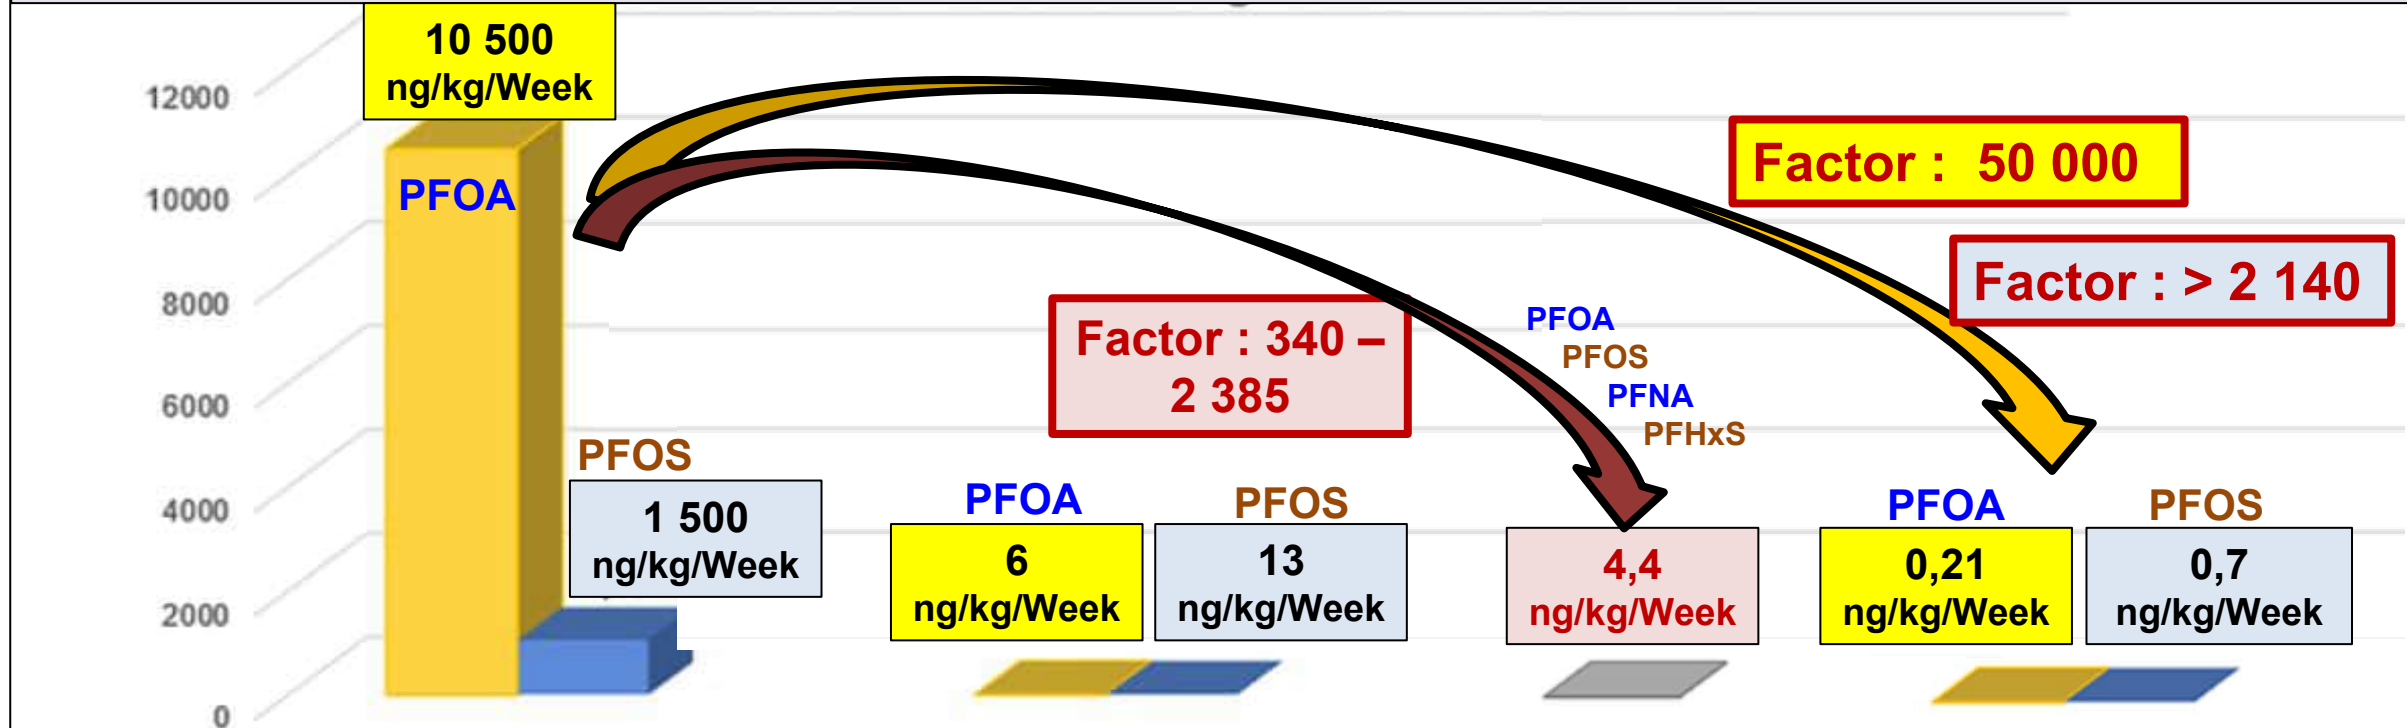 10 500
ng/kg/Week
12000
10000
8000
6000
4000
2000
0
PFOA
PFOS
1 500
ng/kg/Week
Factor : 50 000
Factor : > 2 140
Factor : 340 –
2 385
PFOA
PFOS
PFNA
PFHxS
PFOA
6
ng/kg/Week
PFOS
13
ng/kg/Week
4,4
ng/kg/Week
PFOA
0,21
ng/kg/Week
PFOS
0,7
ng/kg/Week